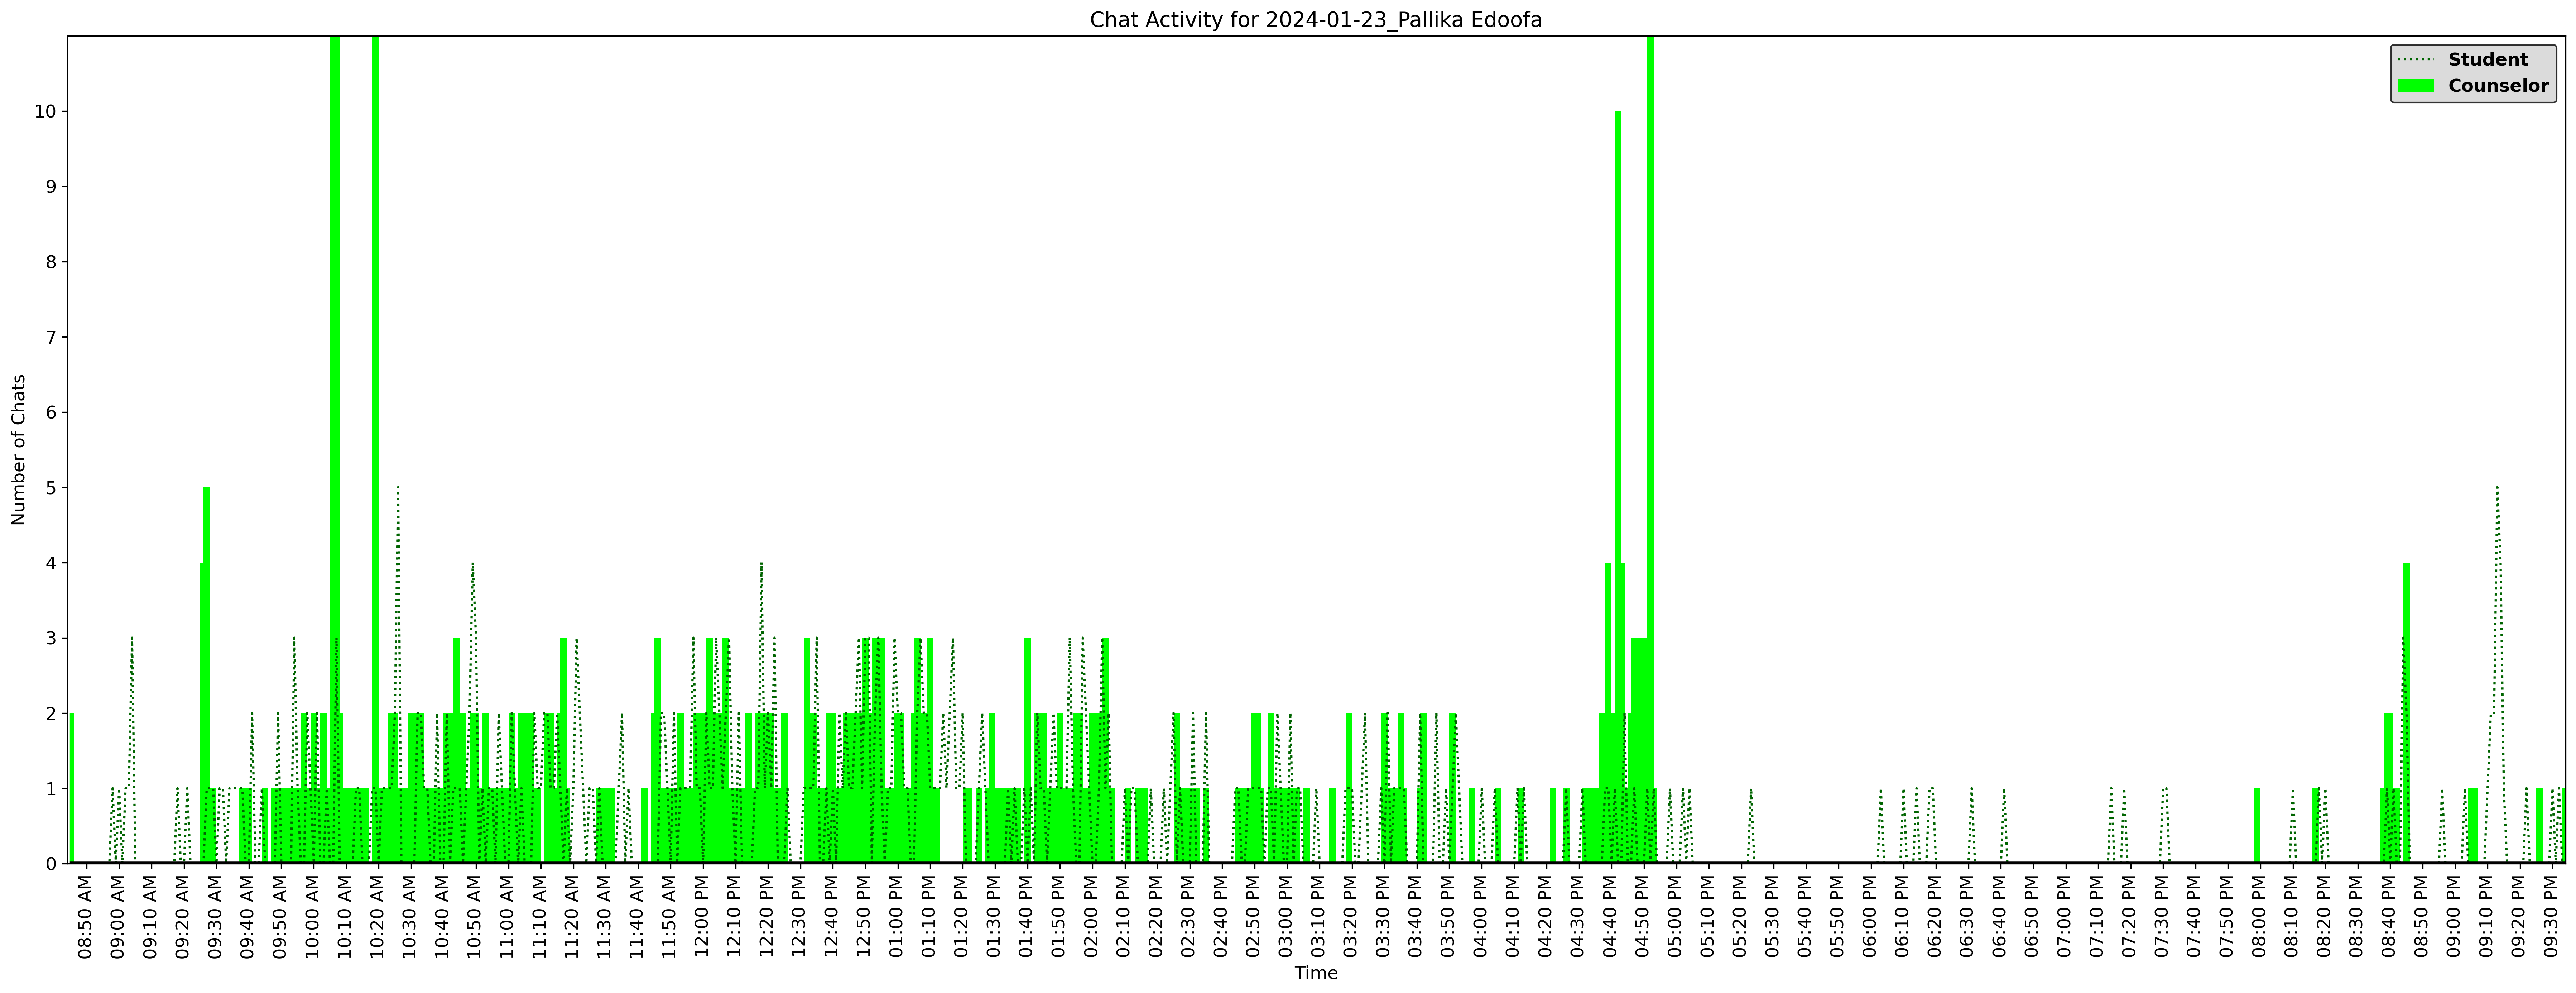 Chat Activity for 2024-01-23_Pallika Edoofa
Student
Counselor
Number of Chats
10
9
8
7
6
5
4
3
2
1
0
08:50 AM
09:00 AM
09:10 AM
09:20 AM
09:30 AM
09:40 AM
09:50 AM
10:00 AM
10:10 AM
10:20 AM
10:30 AM
10:40 AM
10:50 AM
11:00 AM
11:10 AM
11:20 AM
11:30 AM
11:40 AM
11:50 AM
12:00 PM
12:10 PM
12:20 PM
12:30 PM
12:40 PM
12:50 PM
01:00 PM
01:10 PM
01:20 PM
01:30 PM
01:40 PM
01:50 PM
02:00 PM
02:10 PM
02:20 PM
02:30 PM
02:40 PM
02:50 PM
03:00 PM
03:10 PM
03:20 PM
03:30 PM
03:40 PM
03:50 PM
04:00 PM
04:10 PM
04:20 PM
04:30 PM
04:40 PM
04:50 PM
05:00 PM
05:10 PM
05:20 PM
05:30 PM
05:40 PM
05:50 PM
06:00 PM
06:10 PM
06:20 PM
06:30 PM
06:40 PM
06:50 PM
07:00 PM
07:10 PM
07:20 PM
07:30 PM
07:40 PM
07:50 PM
08:00 PM
08:10 PM
08:20 PM
08:30 PM
08:40 PM
08:50 PM
09:00 PM
09:10 PM
09:20 PM
09:30 PM
Time